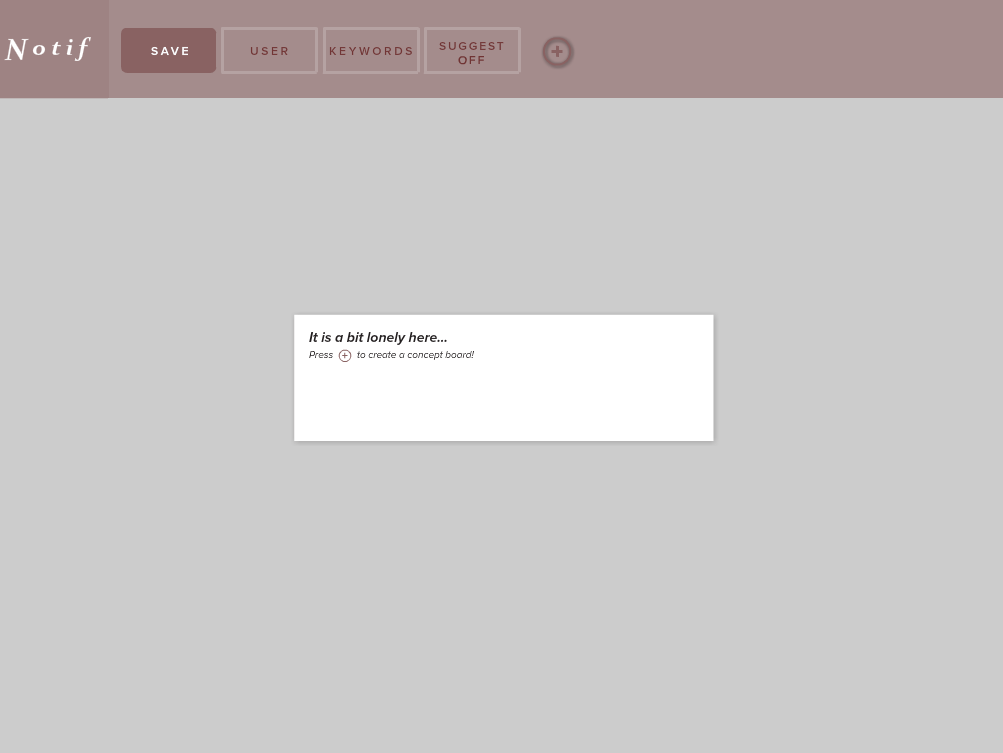 Notif
SAVE
USER
KEYWORDS
SUGGEST
OFF
It is a bit lonely here...
Press + to create a concept board!